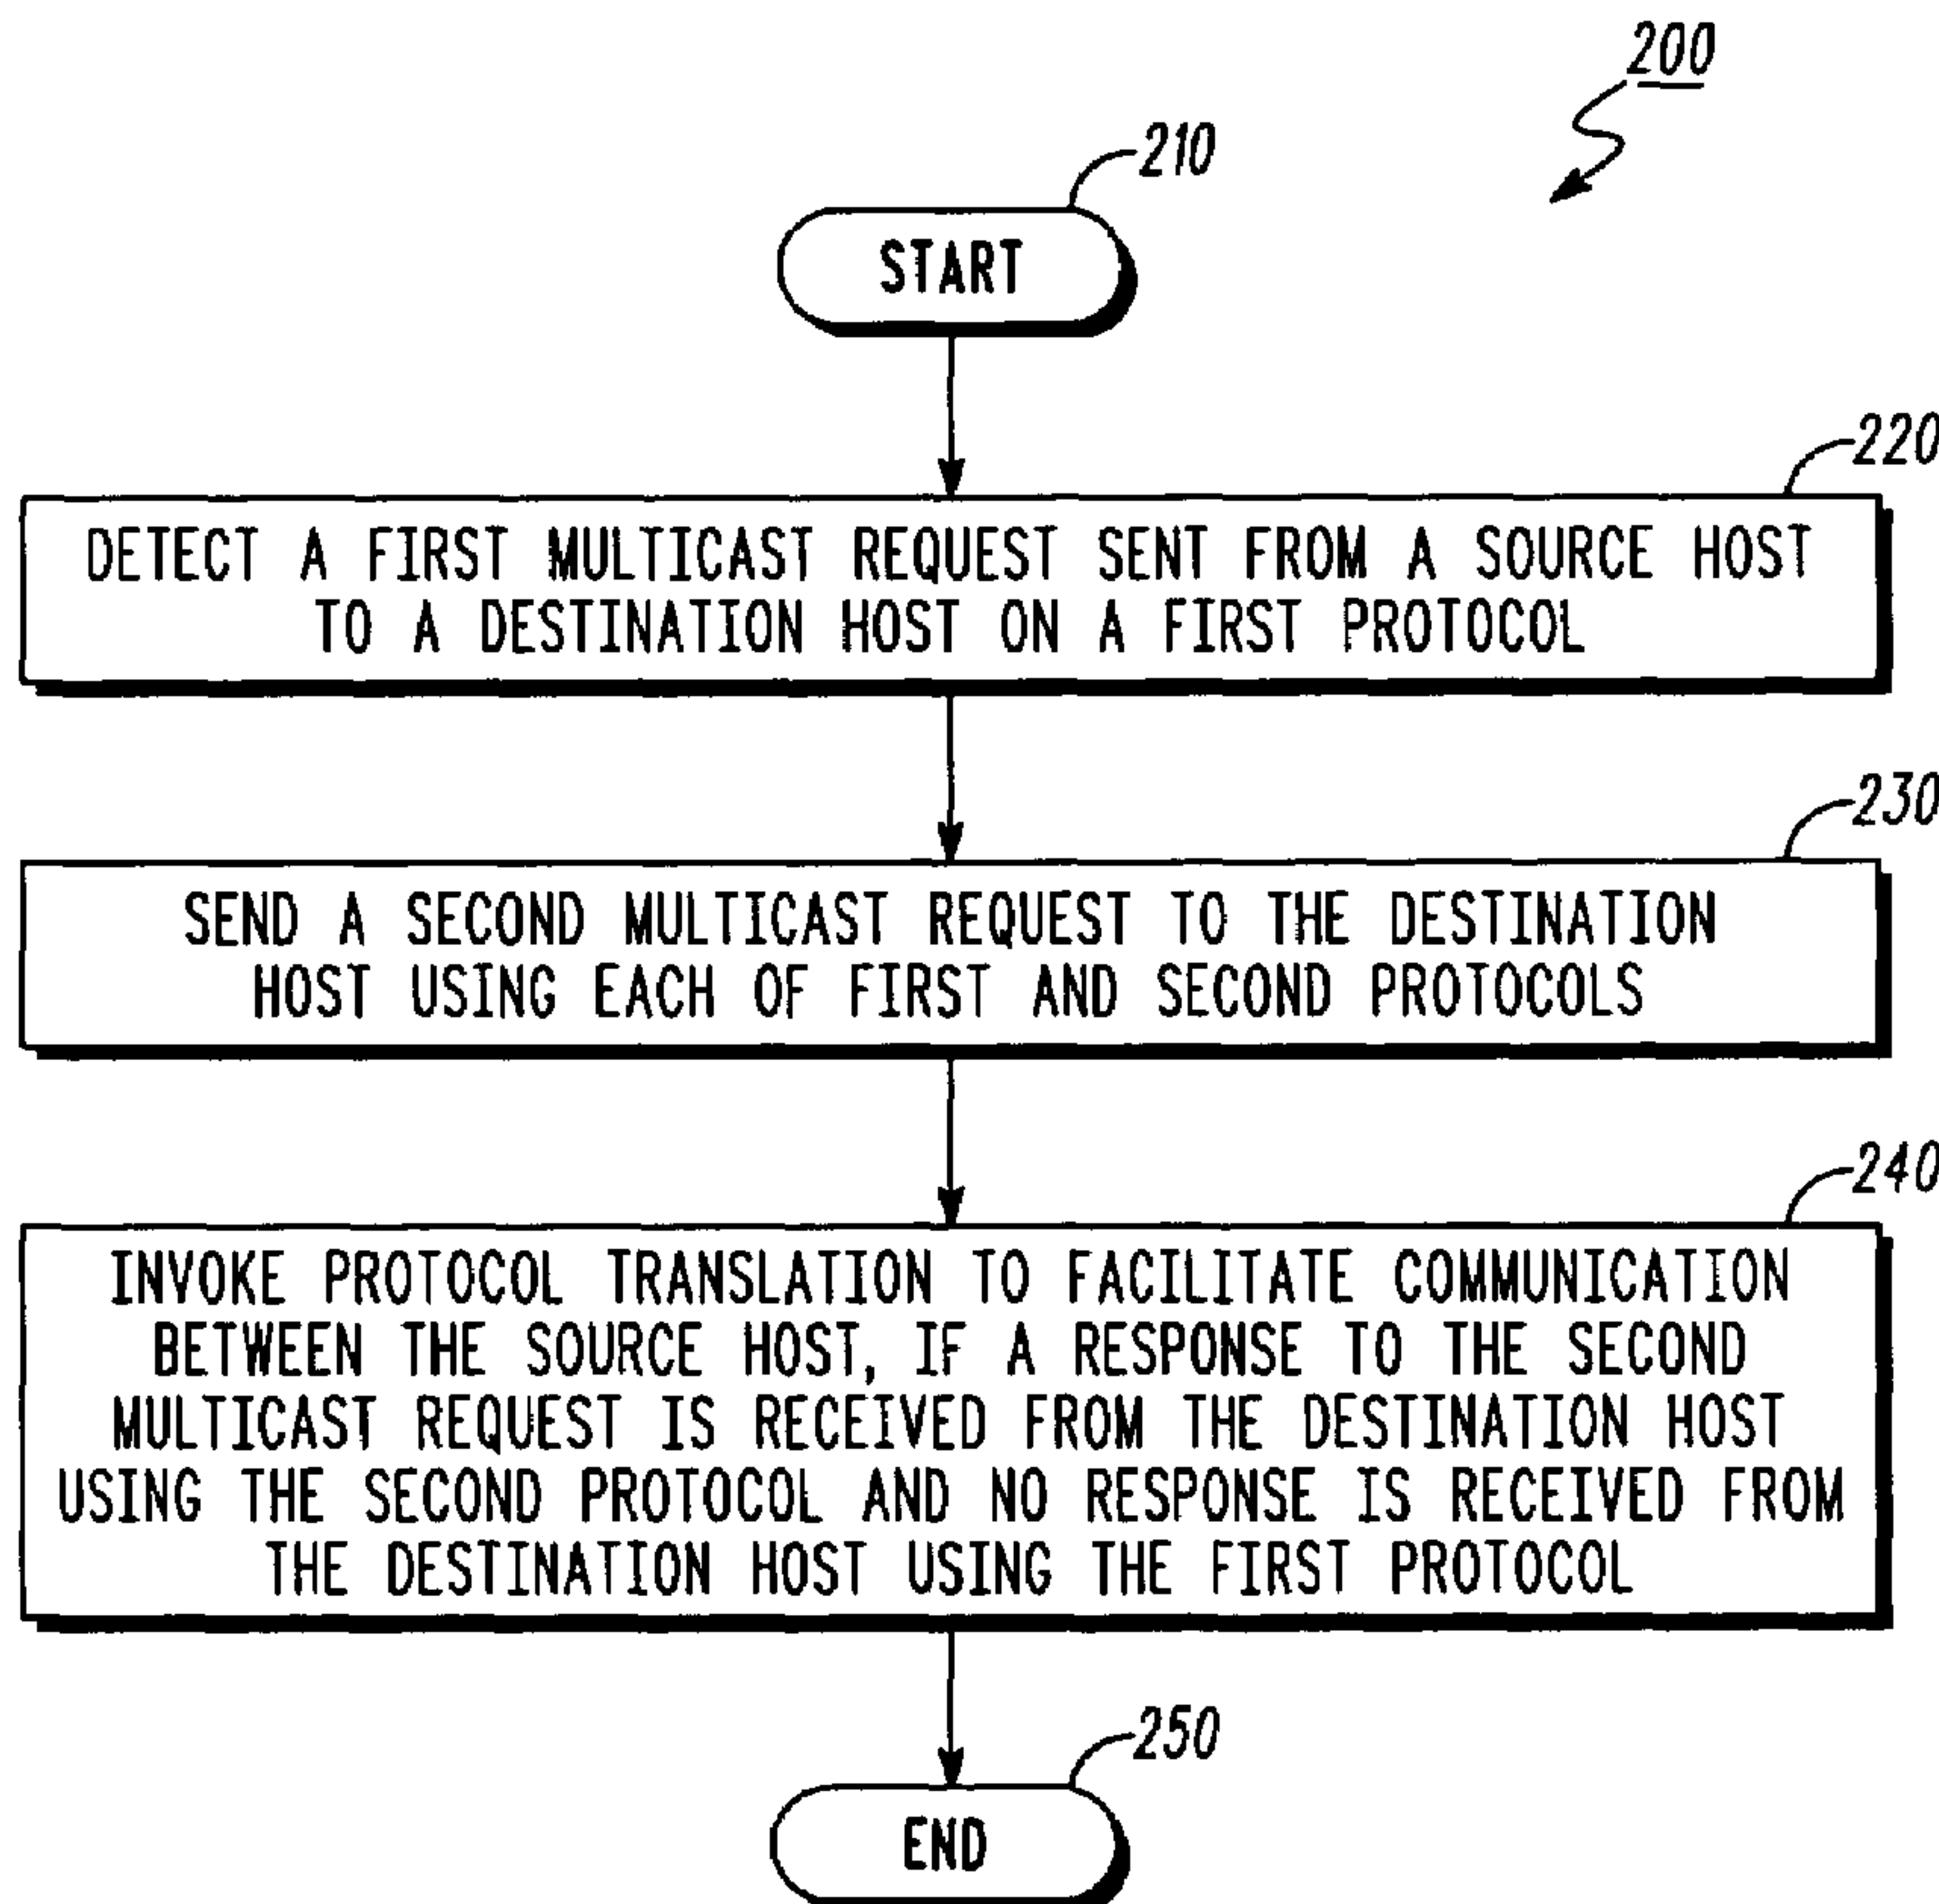 200
210
START
220
DETECT A FIRST MULTICAST REQUEST SENT FROM A SOURCE HOST
TO A DESTINATION HOST ON A FIRST PROTOCOL
230
SEND A SECOND MULTICAST REQUEST TO THE DESTINATION
HOST USING EACH OF FIRST AND SECOND PROTOCOLS
240
INVOKE PROTOCOL TRANSLATION TO FACILITATE COMMUNICATION
BETWEEN THE SOURCE HOST, IF A RESPONSE TO THE SECOND
MULTICAST REQUEST IS RECEIVED FROM THE DESTINATION HOST
USING THE SECOND PROTOCOL AND NO RESPONSE IS RECEIVED FROM
THE DESTINATION HOST USING THE FIRST PROTOCOL
250
END